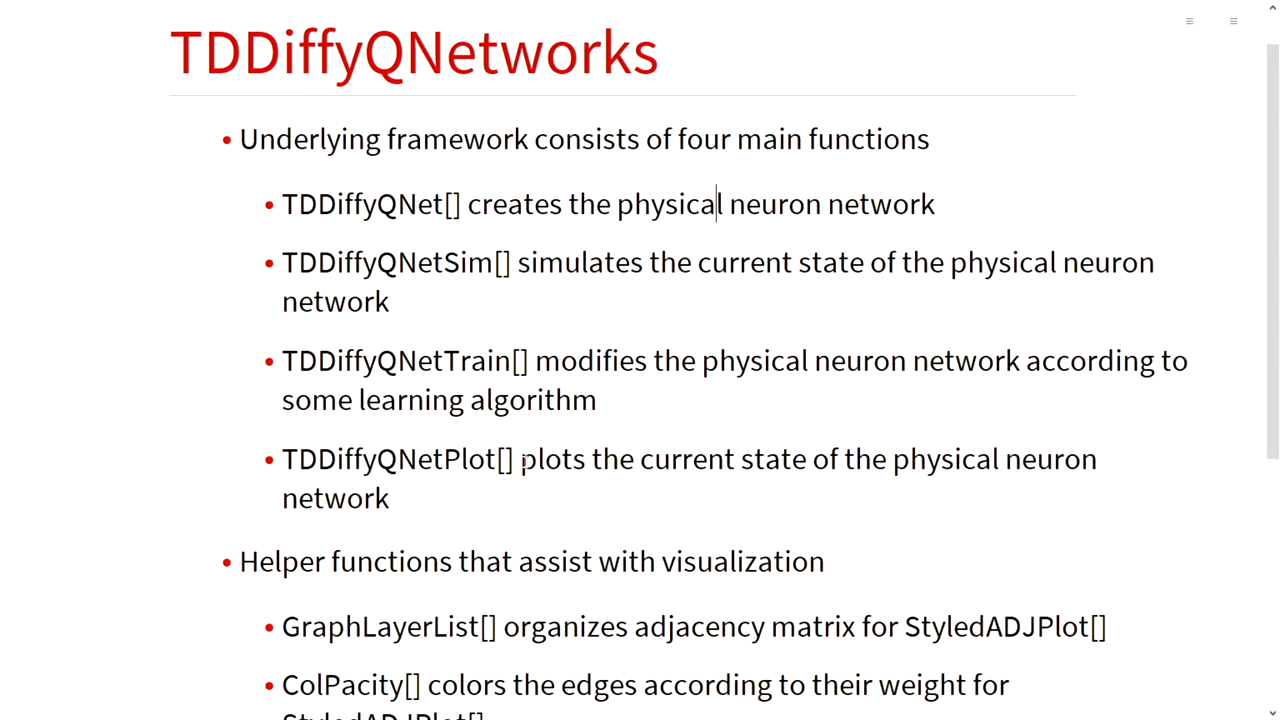 TDDiffyQNetworks
• Underlying framework consists of four main functions
• TDDiffyQNet[] creates the physical neuron network
• TDDiffyQNetSim[] simulates the current state of the physical neuron
network
• TDDiffyQNetTrain[] modifies the physical neuron network according to
some learning algorithm
• TDDiffyQNetPlot[] plots the current state of the physical neuron
network
• Helper functions that assist with visualization
• GraphLayerList[] organizes adjacency matrix for StyledADJPlot[]
• ColPacity[] colors the edges according to their weight for
StyledADJPlot[]